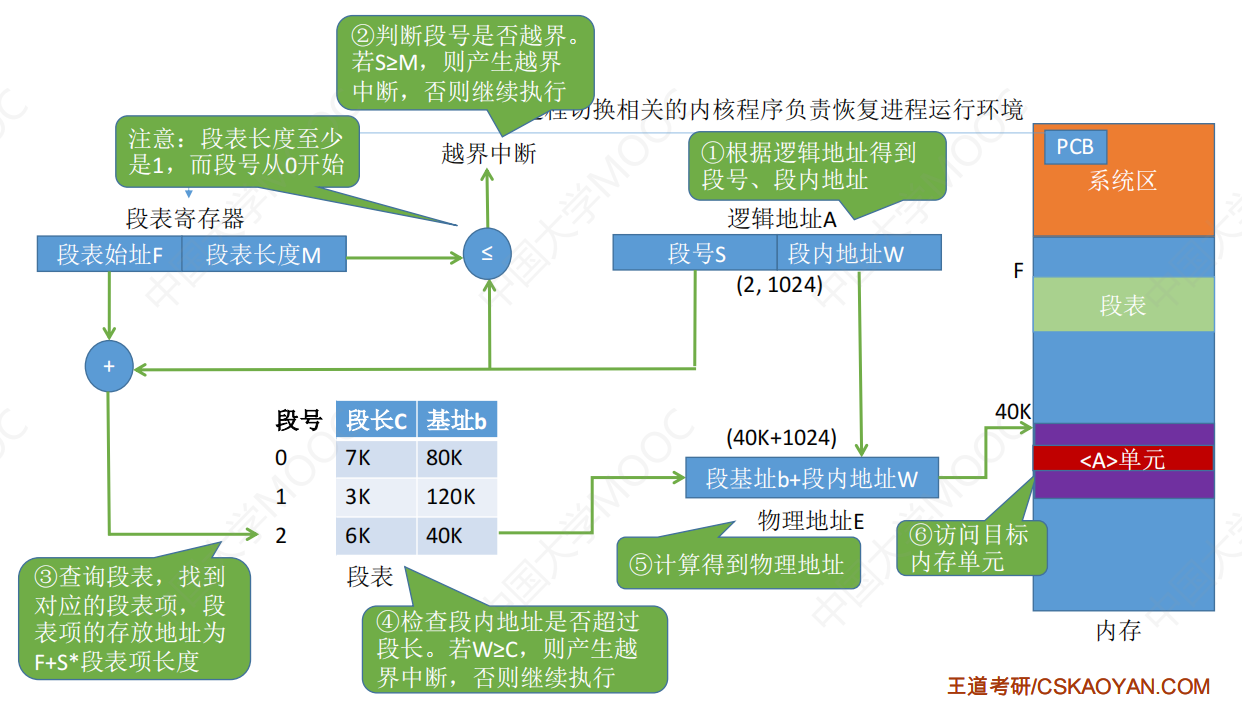 ②判断段号是否越界。
若S≥M，则产生越界
中断，否则继续执行
程切换相关的内核程序负责恢复进程运行环境
注意：段表长度至少
是1，而段号从0开始
越界中断
①根据逻辑地址得到
段号、段内地址
PCB
系统区
段表寄存器
逻辑地址A
段表始址F 段表长度M
≤
段号S 段内地址W
(2, 1024)
F
段表
+
段号 段长C 基址b
0 7K 80K
1 3K 120K
2 6K 40K
段表
40K
(40K+1024)
<A>单元
段基址b+段内地址W
物理地址E
⑥访问目标
内存单元
⑤计算得到物理地址
③查询段表，找到
对应的段表项，段
表项的存放地址为
F+S*段表项长度
④检查段内地址是否超过
段长。若W≥C，则产生越
界中断，否则继续执行
内存
王道考研/CSKAOYAN.COM
中国大学MOOC